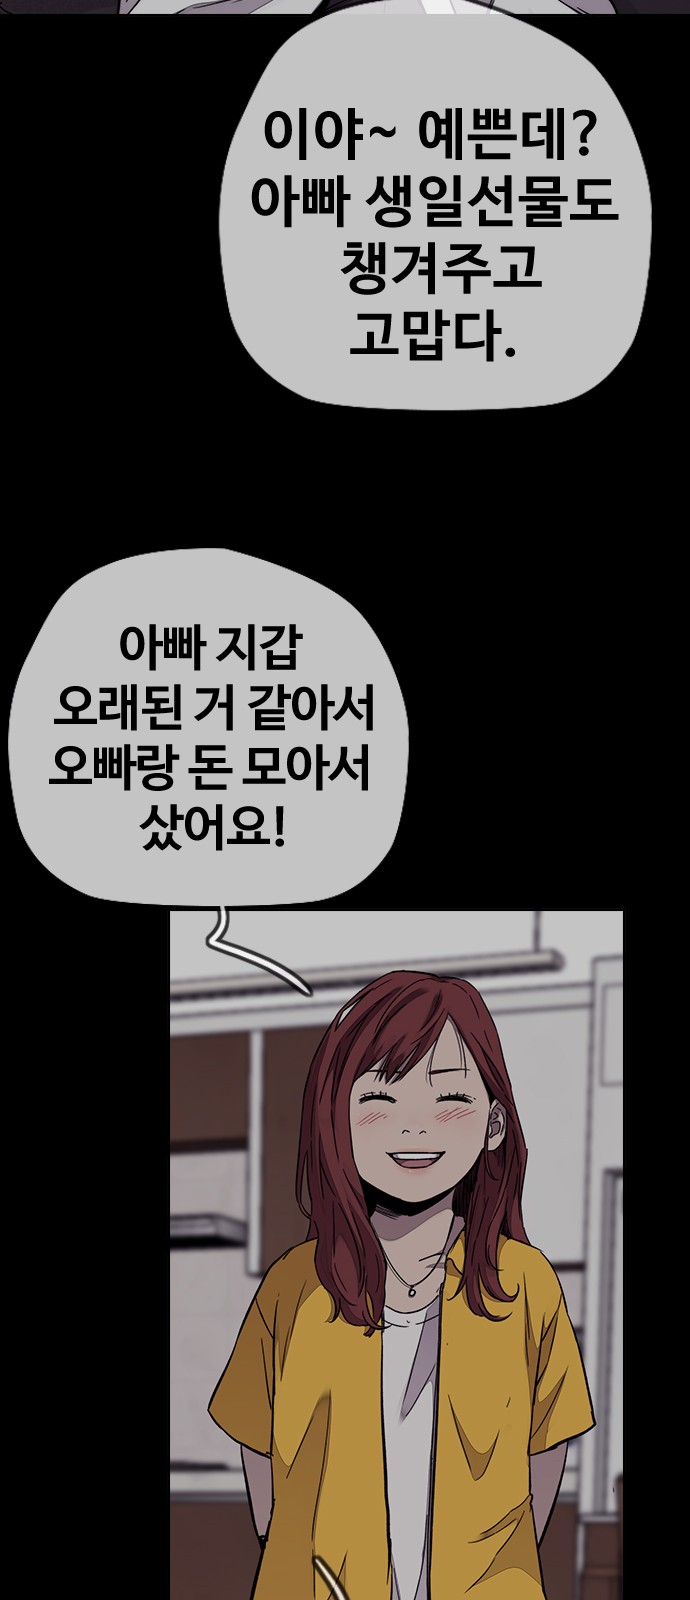 이야~ 예쁜데?
아빠 생일선물도
챙겨주고
고맙다.
아빠 지갑
오래된 거 같아서
오빠랑 돈 모아서
샀어요!